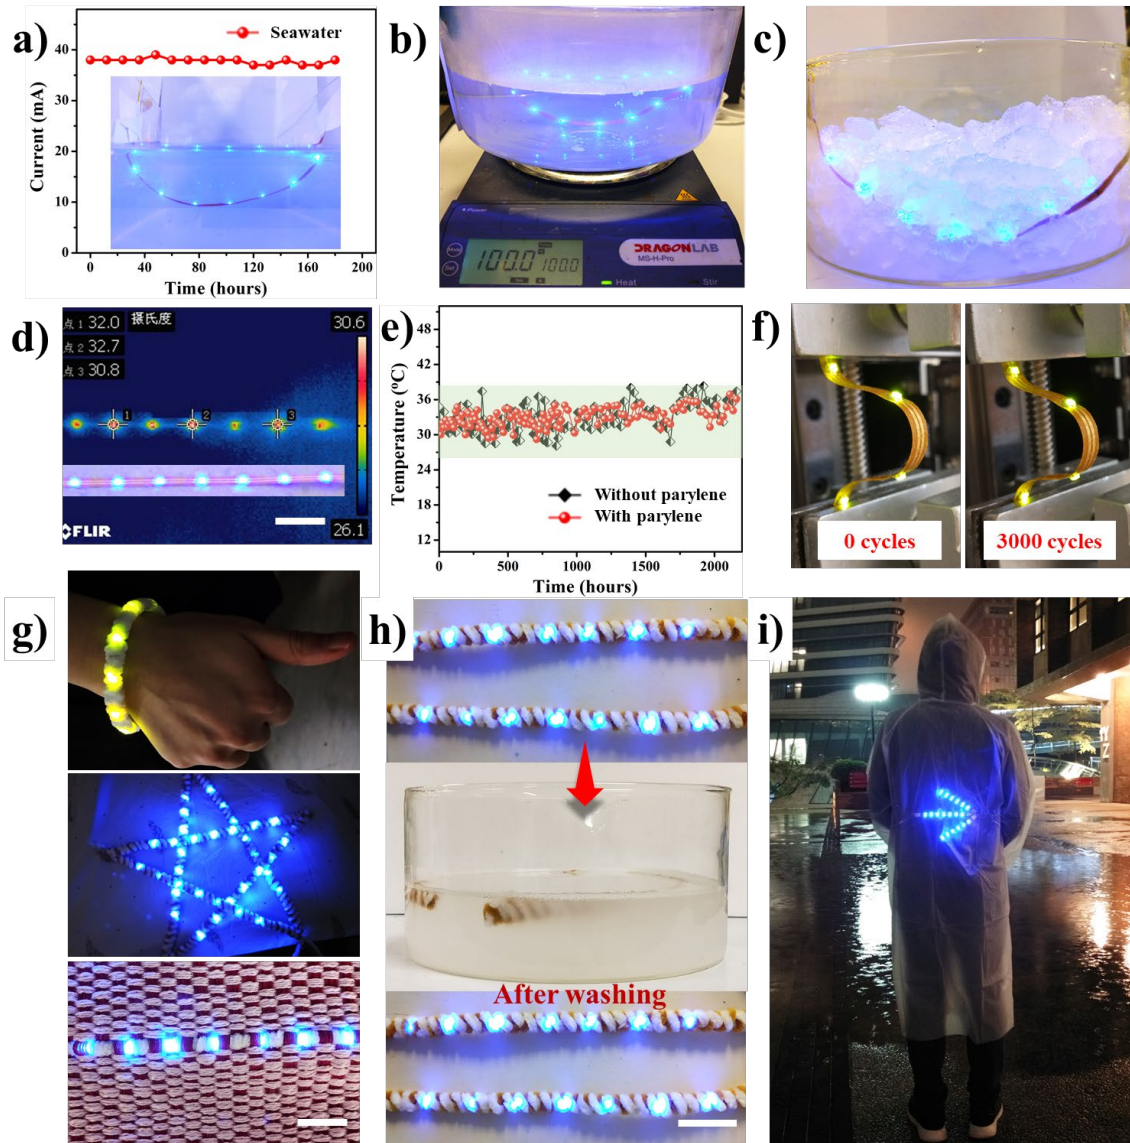 a)
Seawater
40
30
20
10
0
Current (mA)
0 40 80 120 160 200
Time (hours)
b)
Power
100.0 100.0
DRAGONLAB
MS-H-Pro
Heat
Stir
c)
d)
点 1 32.0
摄氏度
30.6
点 2 32.7
点 3 30.8
1
2
3
FLIR
26.1
e)
48
42
36
30
24
18
12
Temperature (°C)
Without parylene
With parylene
0 500 1000 1500 2000
Time (hours)
f)
0 cycles
3000 cycles
g)
h)
After washing
i)